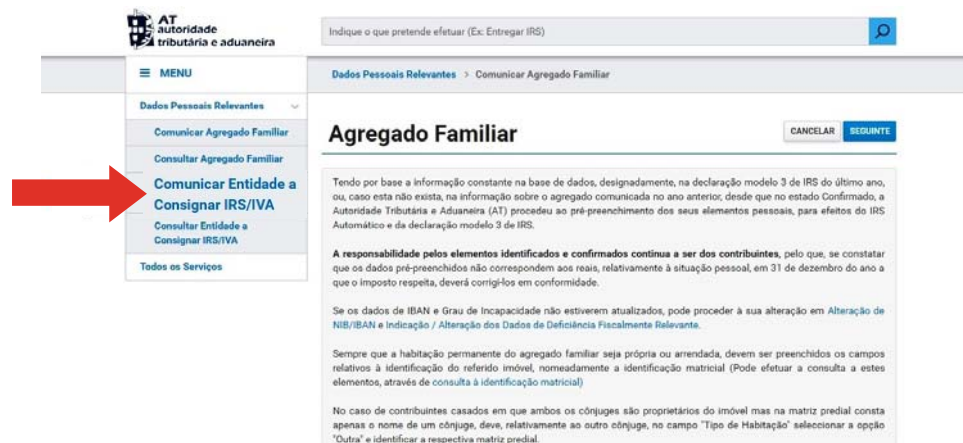 AT
autoridade
tributária e aduaneira
Indique o que pretende efetuar (Ex: Entregar IRS)
MENU
Dados Pessoais Relevantes > Comunicar Agregado Familiar
Dados Pessoais Relevantes
Comunicar Agregado Familiar
Consultar Agregado Familiar
Comunicar Entidade a
Consignar IRS/IVA
Consultar Entidade a
Consignar IRS/IVA
Todos os Serviços
Agregado Familiar
CANCELAR
SEGUINTE
Tendo por base a informação constante na base de dados, designadamente, na declaração modelo 3 de IRS do último ano,
ou, caso esta não exista, na informação sobre o agregado comunicada no ano anterior, desde que no estado Confirmado, a
Autoridade Tributária e Aduaneira (AT) procedeu ao pré-preenchimento dos seus elementos pessoais, para efeitos do IRS
Automático e da declaração modelo 3 de IRS.
A responsabilidade pelos elementos identificados e confirmados continua a ser dos contribuintes, pelo que, se constatar
que os dados pré-preenchidos não correspondem aos reais, relativamente à situação pessoal, em 31 de dezembro do ano a
que o imposto respeita, deverá corrigi-los em conformidade.
Se os dados de IBAN e Grau de Incapacidade não estiverem atualizados, pode proceder à sua alteração em Alteração de
NIB/IBAN e Indicação / Alteração dos Dados de Deficiência Fiscalmente Relevante.
Sempre que a habitação permanente do agregado familiar seja própria ou arrendada, devem ser preenchidos os campos
relativos à identificação do referido imóvel, nomeadamente a identificação matricial (Pode efetuar a consulta a estes
elementos, através de consulta à identificação matricial)
No caso de contribuintes casados em que ambos os cônjuges são proprietários do imóvel mas na matriz predial consta
apenas o nome de um cônjuge, deve, relativamente ao outro cônjuge, no campo "Tipo de Habitação" seleccionar a opção
"Outra" e identificar a respectiva matriz predial.